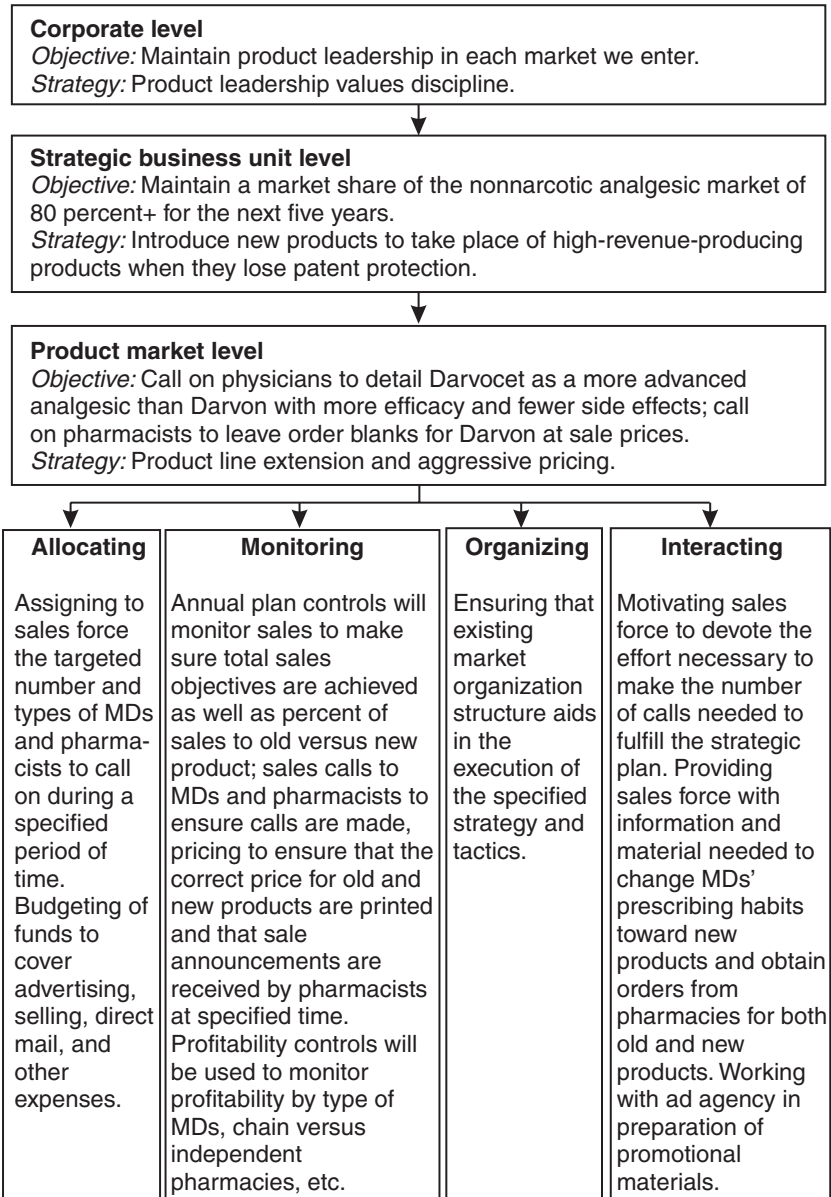 Corporate level
Objective: Maintain product leadership in each market we enter.
Strategy: Product leadership values discipline.
Strategic business unit level
Objective: Maintain a market share of the nonnarcotic analgesic market of
80 percent+ for the next five years.
Strategy: Introduce new products to take place of high-revenue-producing
products when they lose patent protection.
Product market level
Objective: Call on physicians to detail Darvocet as a more advanced
analgesic than Darvon with more efficacy and fewer side effects; call
on pharmacists to leave order blanks for Darvon at sale prices.
Strategy: Product line extension and aggressive pricing.
Allocating
Assigning to
sales force
the targeted
number and
types of MDs
and pharma-
cists to call
on during a
specified
period of
time.
Budgeting of
funds to
cover
advertising,
selling, direct
mail, and
other
expenses.
Monitoring
Annual plan controls will
monitor sales to make
sure total sales
objectives are achieved
as well as percent of
sales to old versus new
product; sales calls to
MDs and pharmacists to
ensure calls are made,
pricing to ensure that the
correct price for old and
new products are printed
and that sale
announcements are
received by pharmacists
at specified time.
Profitability controls will
be used to monitor
profitability by type of
MDs, chain versus
independent
pharmacies, etc.
Organizing
Ensuring that
existing
market
organization
structure aids
in the
execution of
the specified
strategy and
tactics.
Interacting
Motivating sales
force to devote the
effort necessary to
make the number
of calls needed to
fulfill the strategic
plan. Providing
sales force with
information and
material needed to
change MDs'
prescribing habits
toward new
products and obtain
orders from
pharmacies for both
old and new
products. Working
with ad agency in
preparation of
promotional
materials.